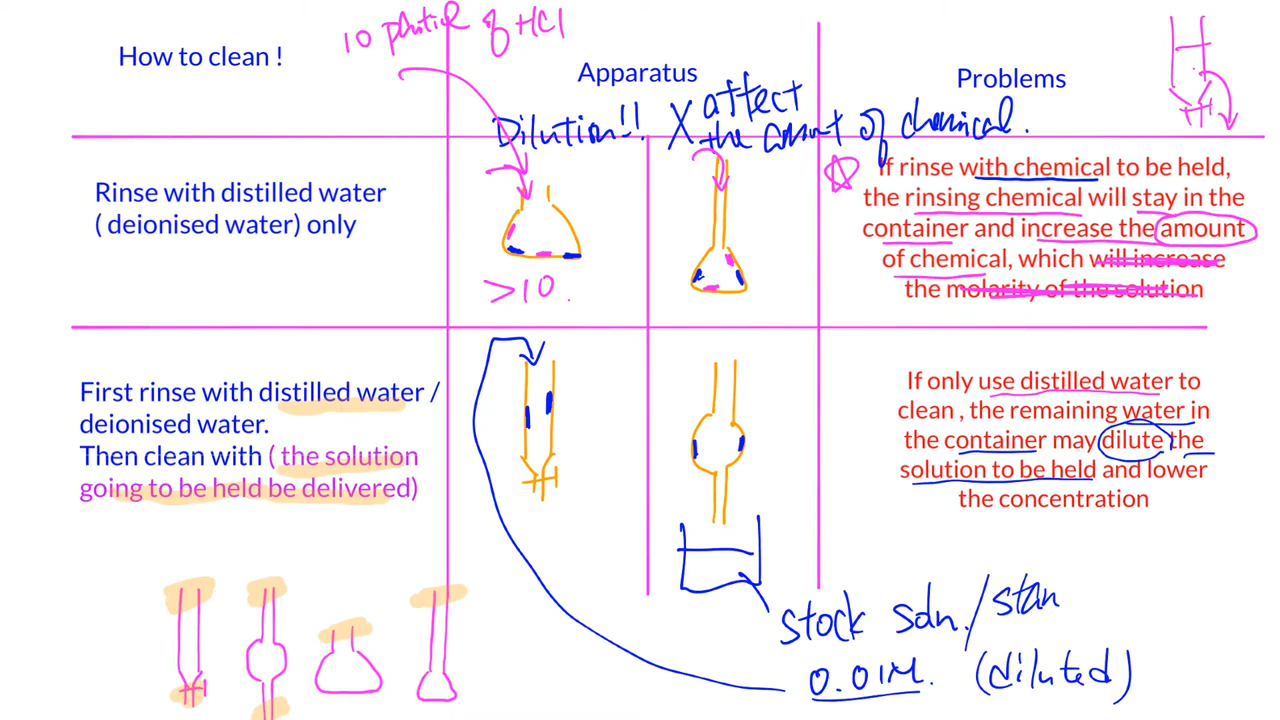 10 particle of HCl
How to clean !
Apparatus
Problems
Dilution!! X affect
the amount of chemical.
Rinse with distilled water
( deionised water) only
>10.
If rinse with chemical to be held,
the rinsing chemical will stay in the
container and increase the amount
of chemical, which will increase
the molarity of the solution
First rinse with distilled water /
deionised water.
Then clean with ( the solution
going to be held be delivered)
If only use distilled water to
clean , the remaining water in
the container may dilute the
solution to be held and lower
the concentration
stock soln. / stan
0.01M. (diluted)